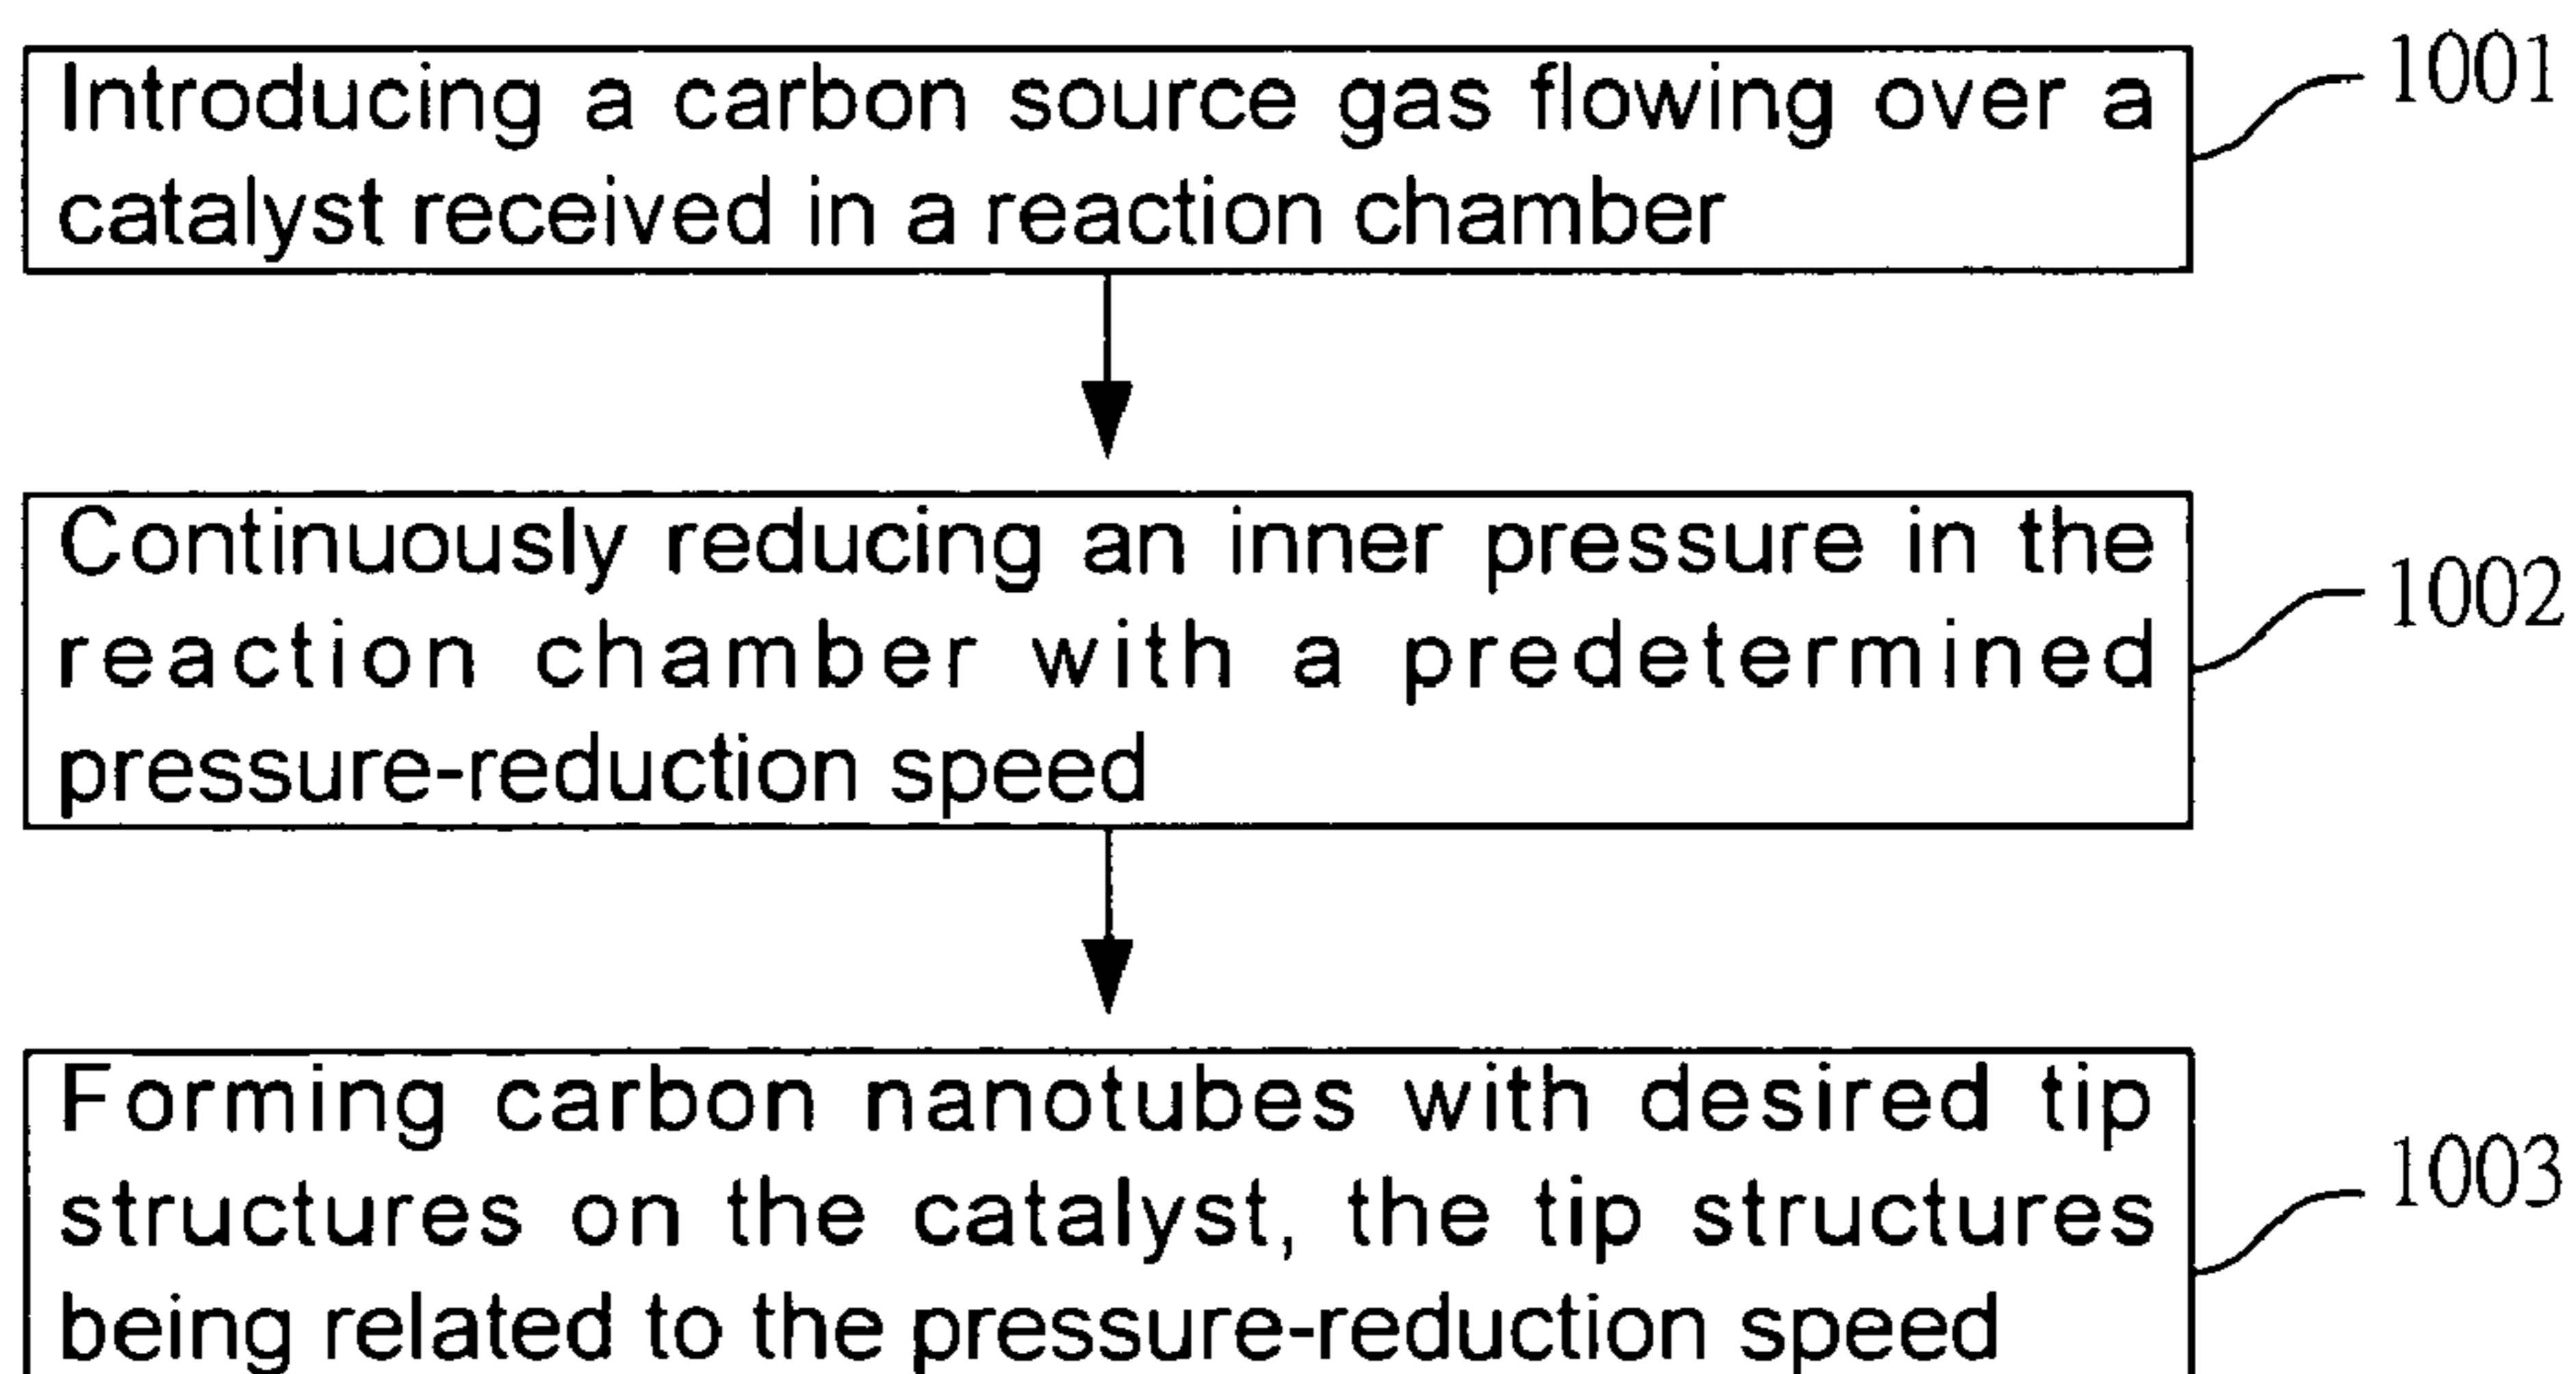 Introducing a carbon source gas flowing over a
catalyst received in a reaction chamber
1001
Continuously reducing an inner pressure in the
reaction chamber with a predetermined
pressure-reduction speed
1002
Forming carbon nanotubes with desired tip
structures on the catalyst, the tip structures
being related to the pressure-reduction speed
1003